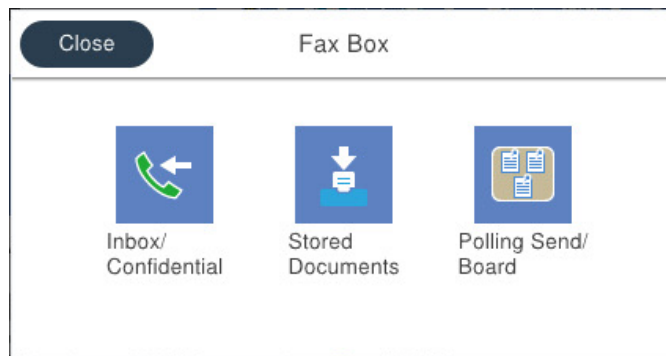 Close
Fax Box
Inbox/
Confidential
Stored
Documents
Polling Send/
Board